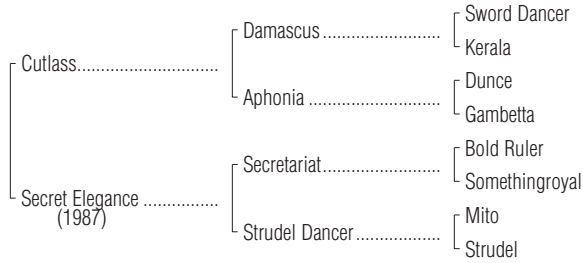 Sword Dancer
Damascus
Kerala
Cutlass
Dunce
Aphonia
Gambetta
Bold Ruler
Secretariat
Somethingroyal
Secret Elegance
(1987)
Mito
Strudel Dancer
Strudel